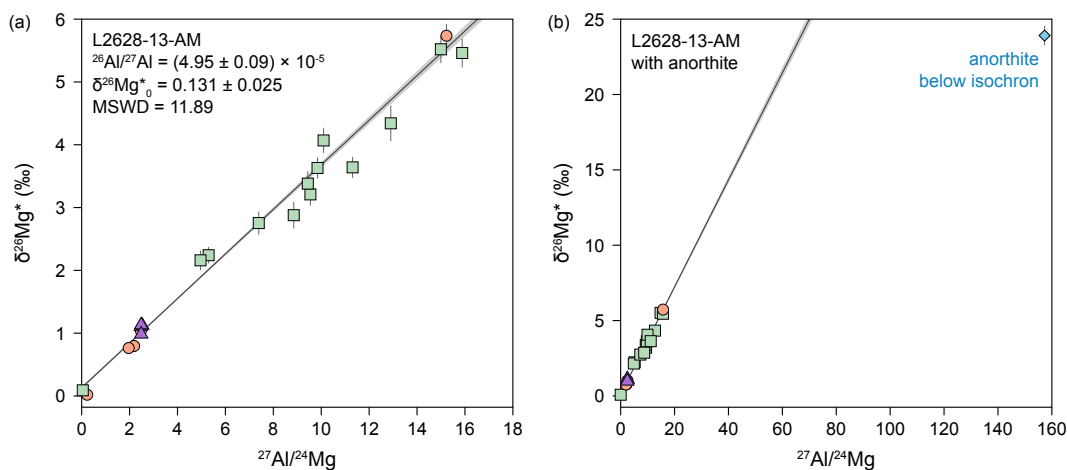 (a)
L2628-13-AM
²⁶Al/²⁷Al = (4.95 ± 0.09) × 10⁻⁵
δ²⁶Mg*₀ = 0.131 ± 0.025
MSWD = 11.89
6
5
4
3
2
1
0
δ²⁶Mg* (‰)
0 2 4 6 8 10 12 14 16 18
²⁷Al/²⁴Mg
(b)
L2628-13-AM
with anorthite
anorthite
below isochron
25
20
15
10
5
0
δ²⁶Mg* (‰)
0 20 40 60 80 100 120 140 160
²⁷Al/²⁴Mg